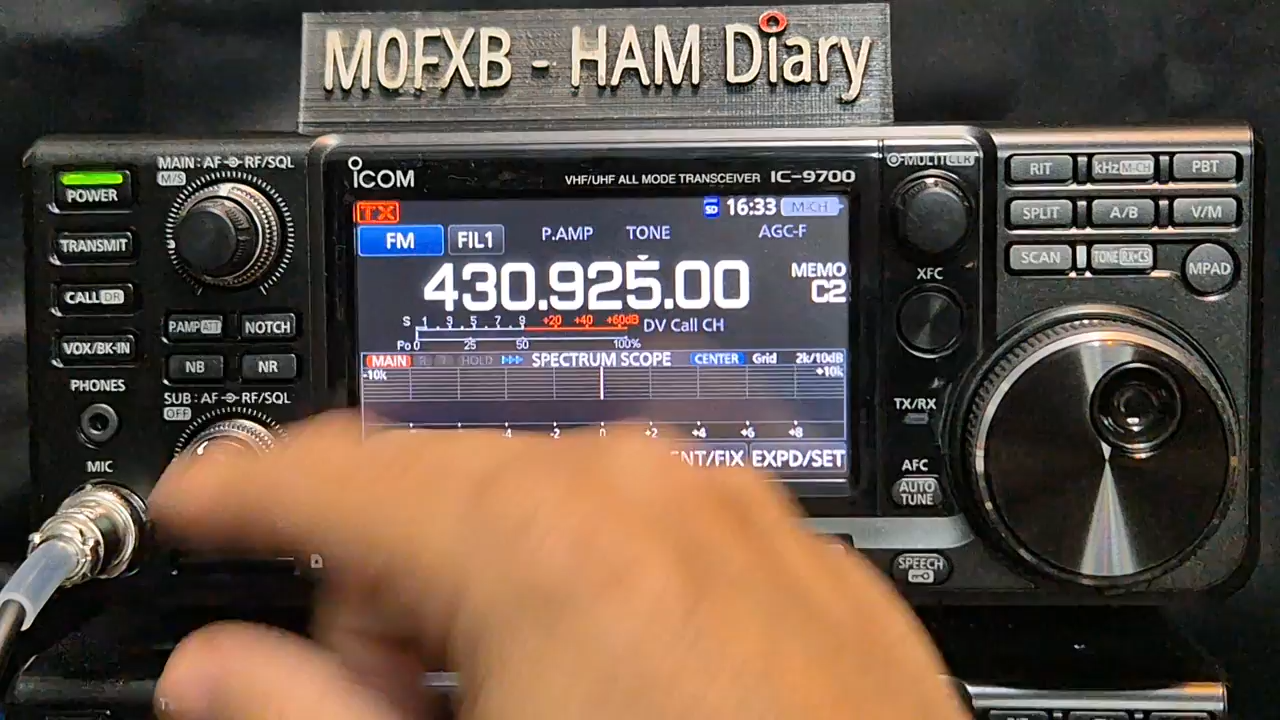 M0FXB - HAM Diary
MAIN : AF RF/SQL
M/S
POWER
TRANSMIT
CALL DR
VOX/BK-IN
PHONES
MIC
P.AMP ATT
NOTCH
NB
NR
SUB : AF RF/SQL
OFF
ICOM
VHF/UHF ALL MODE TRANSCEIVER IC-9700
TX
SD 16:33 M-CH
FM FIL1 P.AMP TONE AGC-F
430.925.00
MEMO
C2
S 1 . 3 . 5 . 7 . 9 +20 +40 +60dB
DV Call CH
Po 0 25 50 100%
MAIN HOLD SPECTRUM SCOPE CENTER Grid 2k/10dB
-10k +10k
-4 -2 0 +2 +4 +6 +8
NT/FIX EXPD/SET
MULTI CLR
XFC
TX/RX
AFC
AUTO
TUNE
SPEECH
RIT kHz M-CH PBT
SPLIT A/B V/M
SCAN TONE RX→CS
MPAD